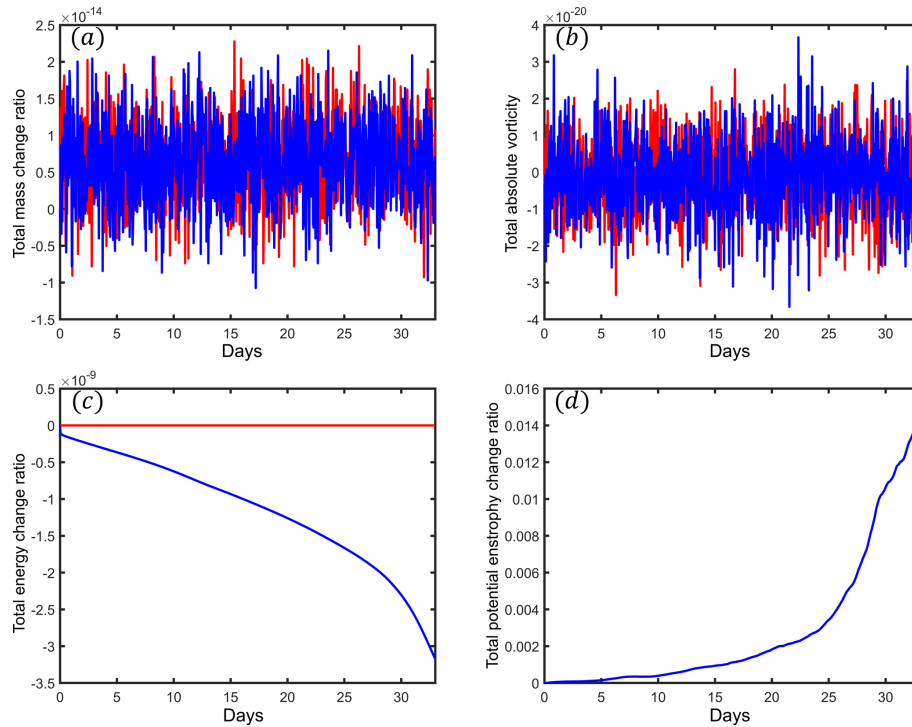 (a)
×10-14
Total mass change ratio
2.5
2
1.5
1
0.5
0
-0.5
-1
-1.5
0 5 10 15 20 25 30
Days
(b)
×10-20
Total absolute vorticity
4
3
2
1
0
-1
-2
-3
-4
0 5 10 15 20 25 30
Days
(c)
×10-9
Total energy change ratio
0.5
0
-0.5
-1
-1.5
-2
-2.5
-3
-3.5
0 5 10 15 20 25 30
Days
(d)
Total potential enstrophy change ratio
0.016
0.014
0.012
0.01
0.008
0.006
0.004
0.002
0
0 5 10 15 20 25 30
Days